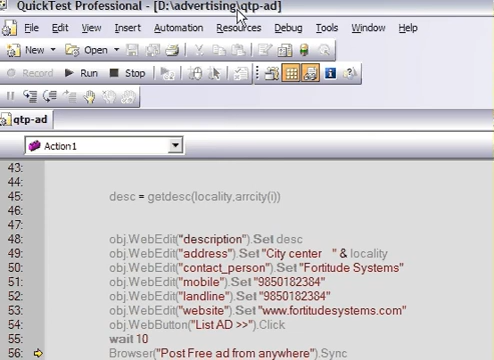 QuickTest Professional - [D:\advertising\qtp-ad]
File Edit View Insert Automation Resources Debug Tools Window Help
New Open
Record Run Stop
qtp-ad
Action1
43:
44:
45: desc = getdesc(locality,arrcity(i))
46:
47:
48: obj.WebEdit("description").Set desc
49: obj.WebEdit("address").Set "City center " & locality
50: obj.WebEdit("contact_person").Set "Fortitude Systems"
51: obj.WebEdit("mobile").Set "9850182384"
52: obj.WebEdit("landline").Set "9850182384"
53: obj.WebEdit("website").Set "www.fortitudesystems.com"
54: obj.WebButton("List AD >>").Click
55: wait 10
56: Browser("Post Free ad from anywhere").Sync